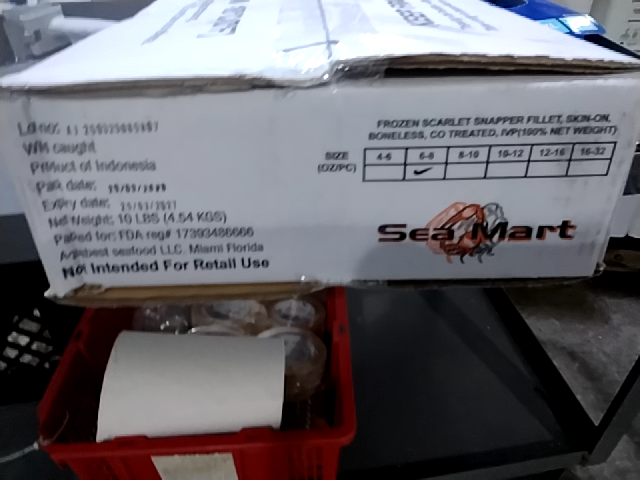 Lot no:
Wild caught
Product of Indonesia
Pack date:
Expiry date:
Net Weight: 10 LBS (4.54 KGS)
Packed for: FDA reg# 17393486666
seafood LLC. Miami Florida
Not Intended For Retail Use
FROZEN SCARLET SNAPPER FILLET, SKIN-ON,
BONELESS, CO TREATED, IVP(100% NET WEIGHT)
SIZE (OZ/PC) 4-6 6-8 8-10 10-12 12-16 16-32
Sea Mart